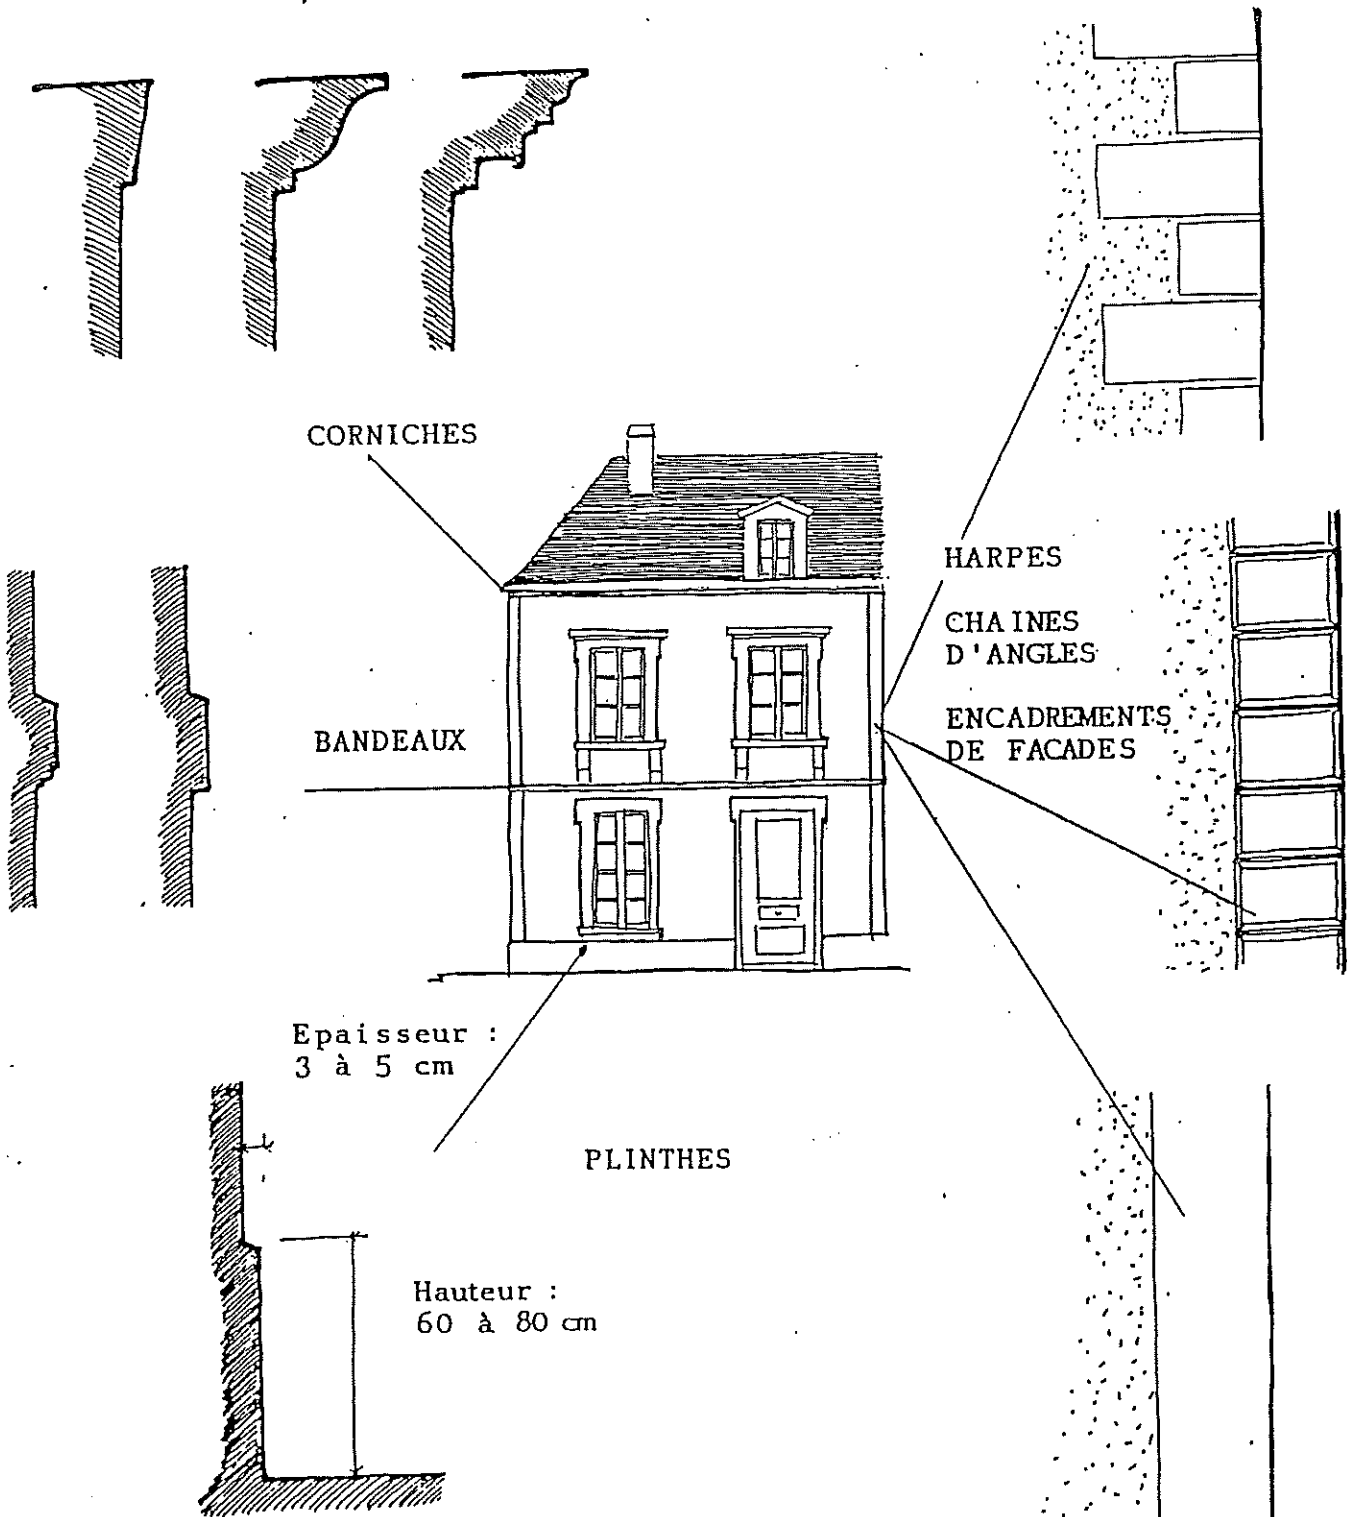 CORNICHES
HARPES
CHAINES
D'ANGLES
ENCADREMENTS
DE FACADES
BANDEAUX
Epaisseur :
3 à 5 cm
PLINTHES
Hauteur :
60 à 80 cm